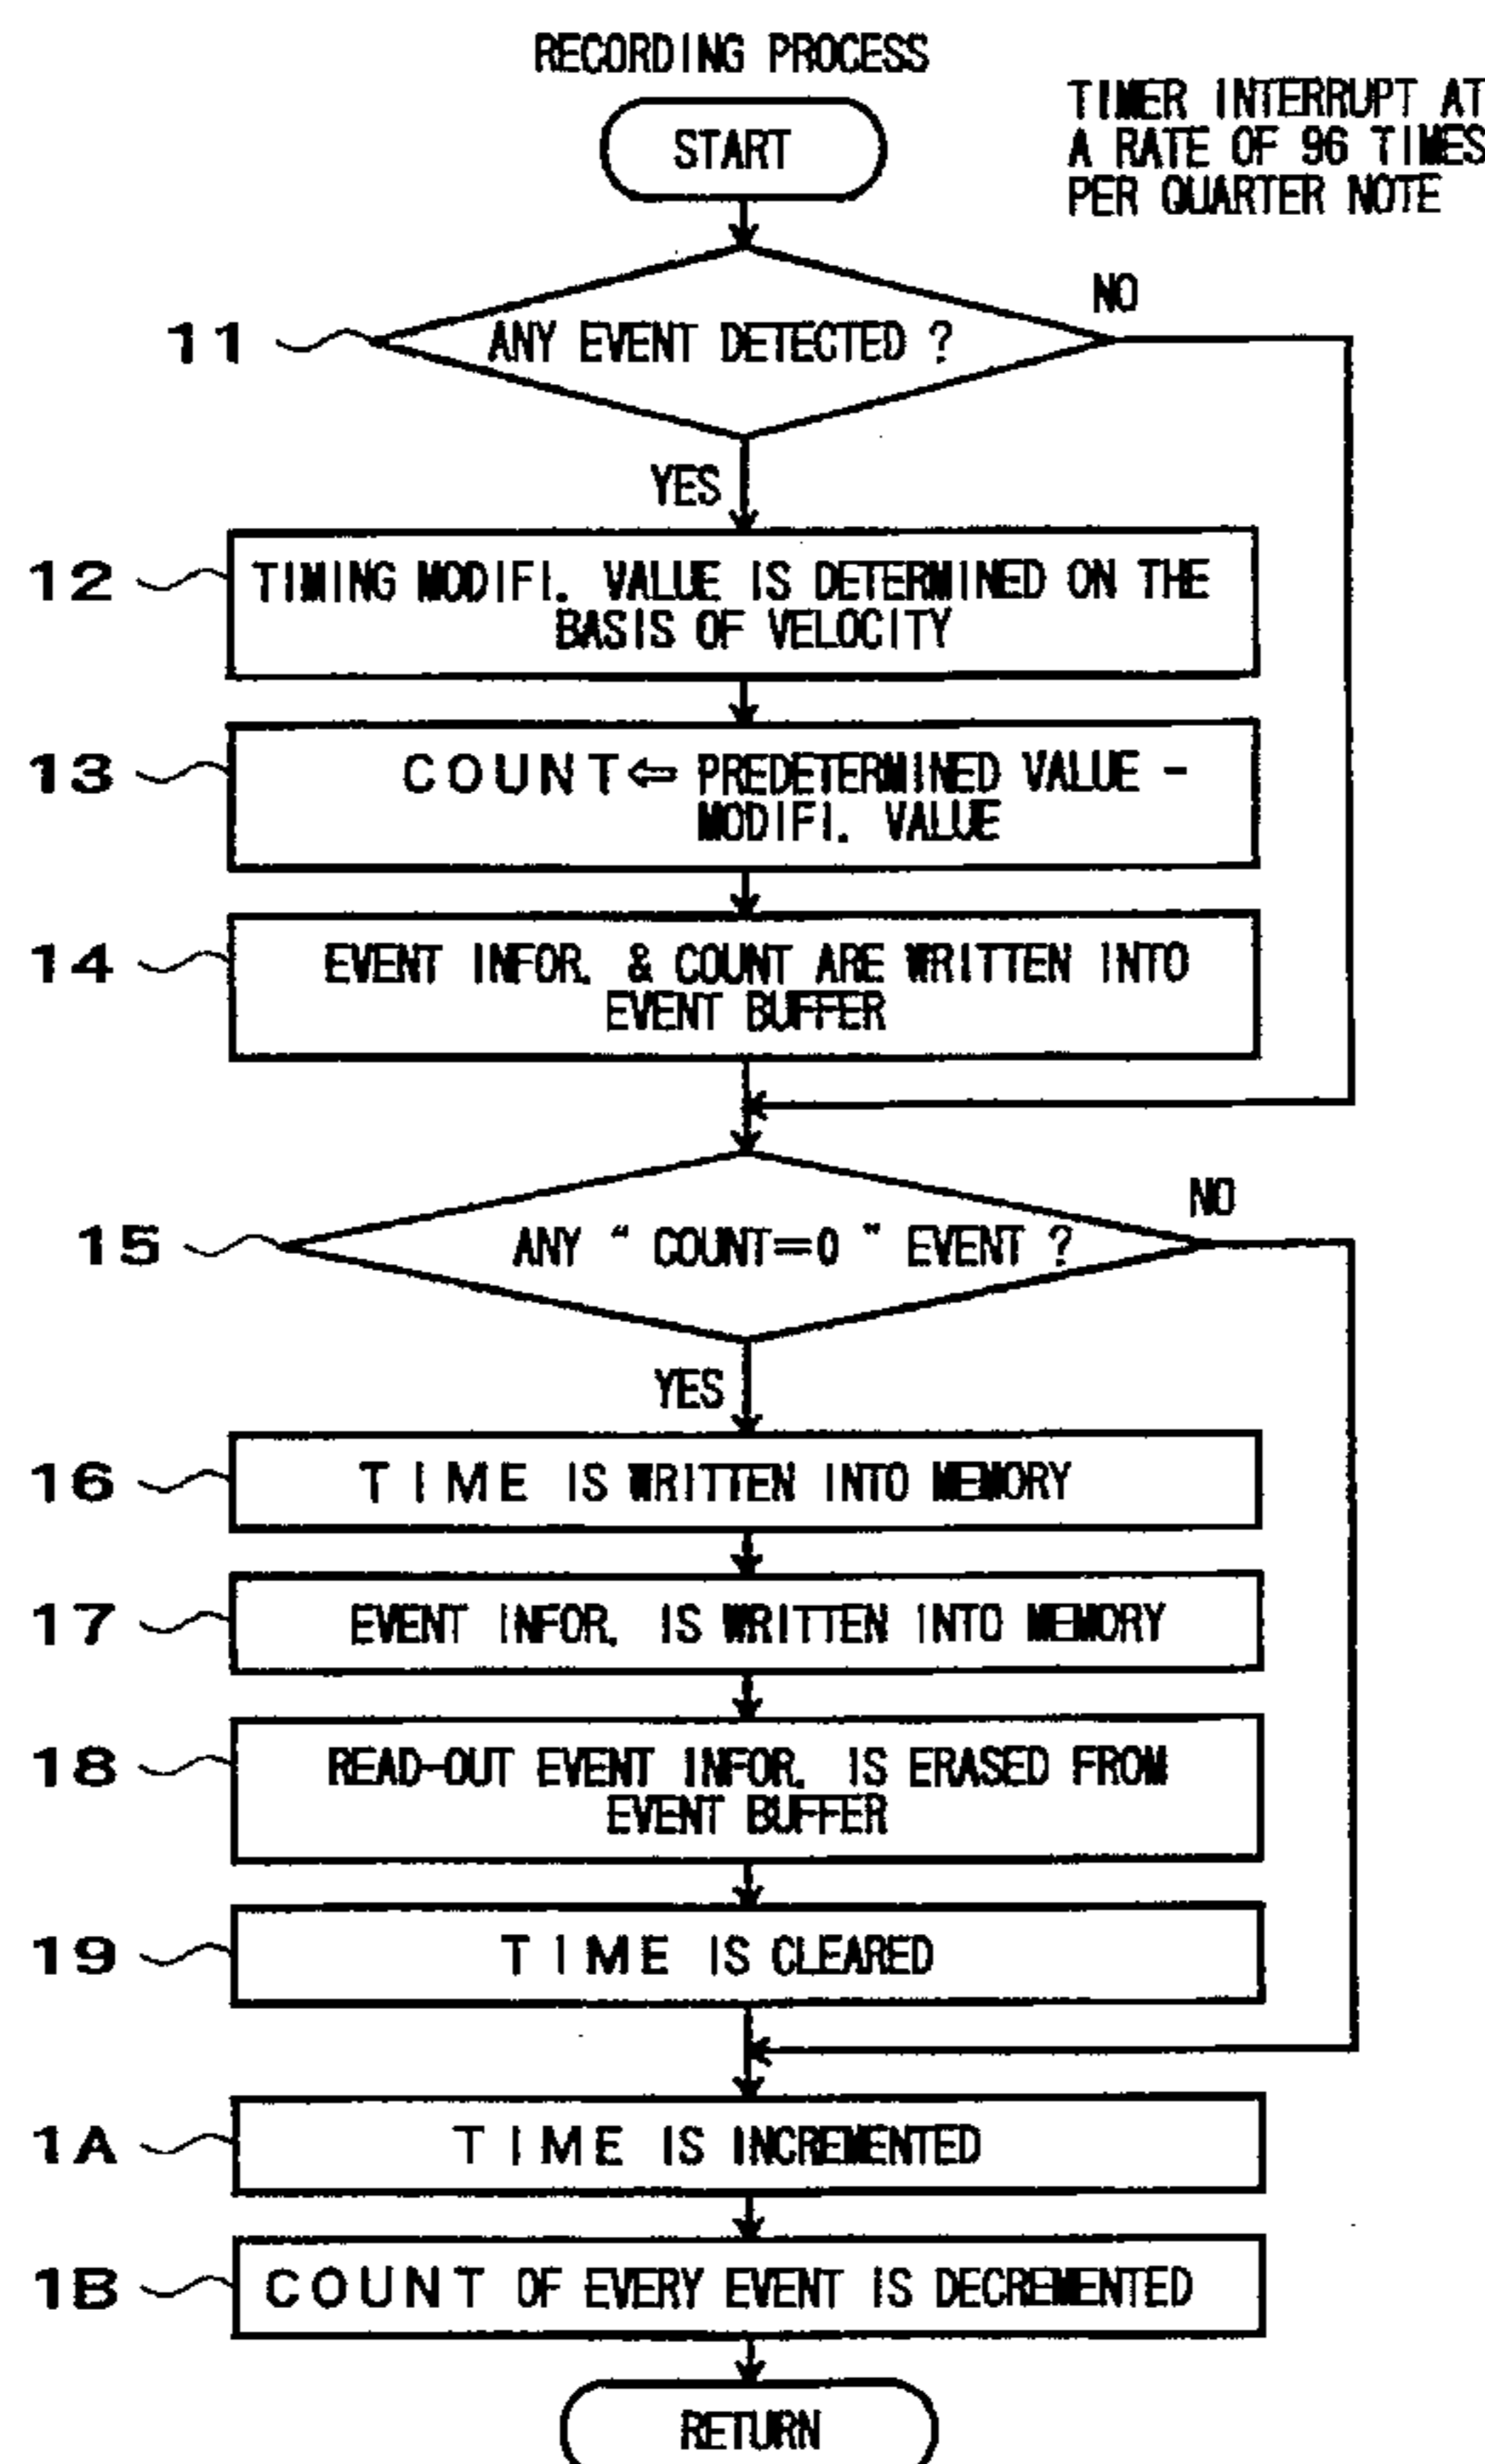 RECORDING PROCESS
TIMER INTERRUPT AT
A RATE OF 96 TIMES
PER QUARTER NOTE
START
NO
11
ANY EVENT DETECTED ?
YES
12
TIMING MODIFI. VALUE IS DETERMINED ON THE
BASIS OF VELOCITY
13
COUNT⇐ PREDETERMINED VALUE -
MODIFI. VALUE
14
EVENT INFOR. & COUNT ARE WRITTEN INTO
EVENT BUFFER
NO
15
ANY “ COUNT=0 ” EVENT ?
YES
16
TIME IS WRITTEN INTO MEMORY
17
EVENT INFOR. IS WRITTEN INTO MEMORY
18
READ-OUT EVENT INFOR. IS ERASED FROM
EVENT BUFFER
19
TIME IS CLEARED
1A
TIME IS INCREMENTED
1B
COUNT OF EVERY EVENT IS DECREMENTED
RETURN